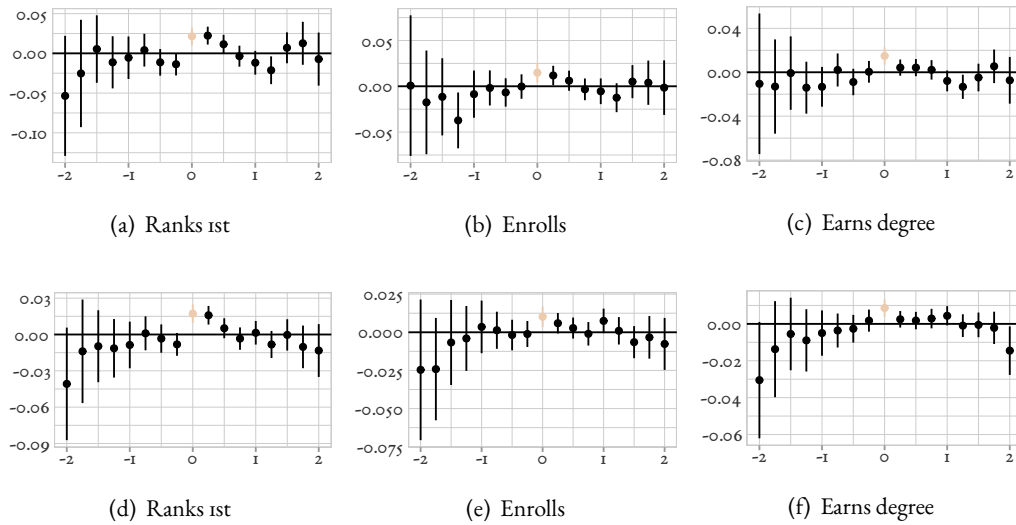 0.05
0.00
-0.05
-0.10
-2 -1 0 1 2
0.05
0.00
-0.05
-2 -1 0 1 2
0.04
0.00
-0.04
-0.08
-2 -1 0 1 2
(a) Ranks 1st
(b) Enrolls
(c) Earns degree
0.03
0.00
-0.03
-0.06
-0.09
-2 -1 0 1 2
0.025
0.000
-0.025
-0.050
-0.075
-2 -1 0 1 2
0.00
-0.02
-0.04
-0.06
-2 -1 0 1 2
(d) Ranks 1st
(e) Enrolls
(f) Earns degree